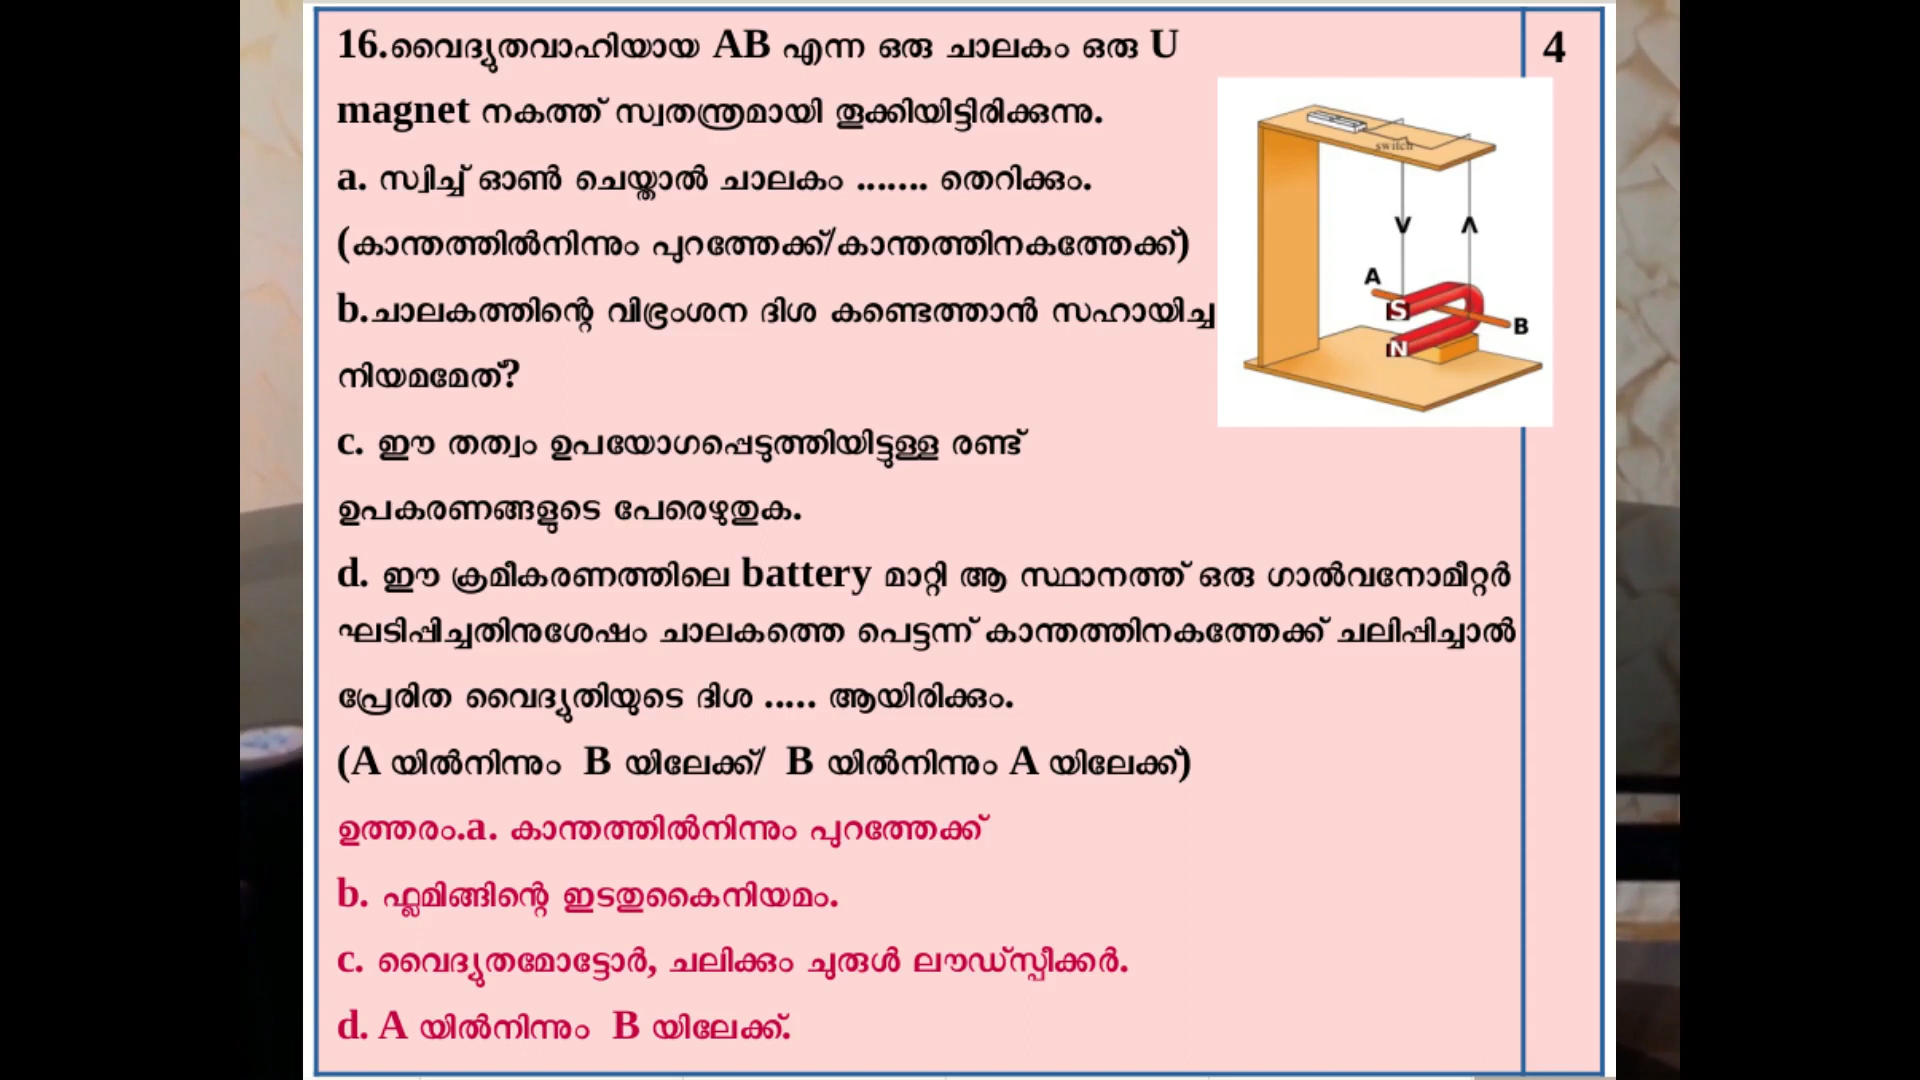 16.വൈദ്യുതവാഹിയായ AB എന്ന ഒരു ചാലകം ഒരു U
4
magnet നകത്ത് സ്വതന്ത്രമായി തൂക്കിയിട്ടിരിക്കുന്നു.
a. സ്വിച്ച് ഓൺ ചെയ്താൽ ചാലകം ....... തെറിക്കും.
(കാന്തത്തിൽനിന്നും പുറത്തേക്ക്/കാന്തത്തിനകത്തേക്ക്)
b.ചാലകത്തിന്റെ വിഭ്രംശന ദിശ കണ്ടെത്താൻ സഹായിച്ച
നിയമമേത്?
switch
V Λ
A
S
B
N
c. ഈ തത്വം ഉപയോഗപ്പെടുത്തിയിട്ടുള്ള രണ്ട്
ഉപകരണങ്ങളുടെ പേരെഴുതുക.
d. ഈ ക്രമീകരണത്തിലെ battery മാറ്റി ആ സ്ഥാനത്ത് ഒരു ഗാൽവനോമീറ്റർ
ഘടിപ്പിച്ചതിനുശേഷം ചാലകത്തെ പെട്ടന്ന് കാന്തത്തിനകത്തേക്ക് ചലിപ്പിച്ചാൽ
പ്രേരിത വൈദ്യുതിയുടെ ദിശ ..... ആയിരിക്കും.
(A യിൽനിന്നും B യിലേക്ക്/ B യിൽനിന്നും A യിലേക്ക്)
ഉത്തരം.a. കാന്തത്തിൽനിന്നും പുറത്തേക്ക്
b. ഫ്ലമിങ്ങിന്റെ ഇടതുകൈനിയമം.
c. വൈദ്യുതമോട്ടോർ, ചലിക്കും ചുരുൾ ലൗഡ്സ്പീക്കർ.
d. A യിൽനിന്നും B യിലേക്ക്.